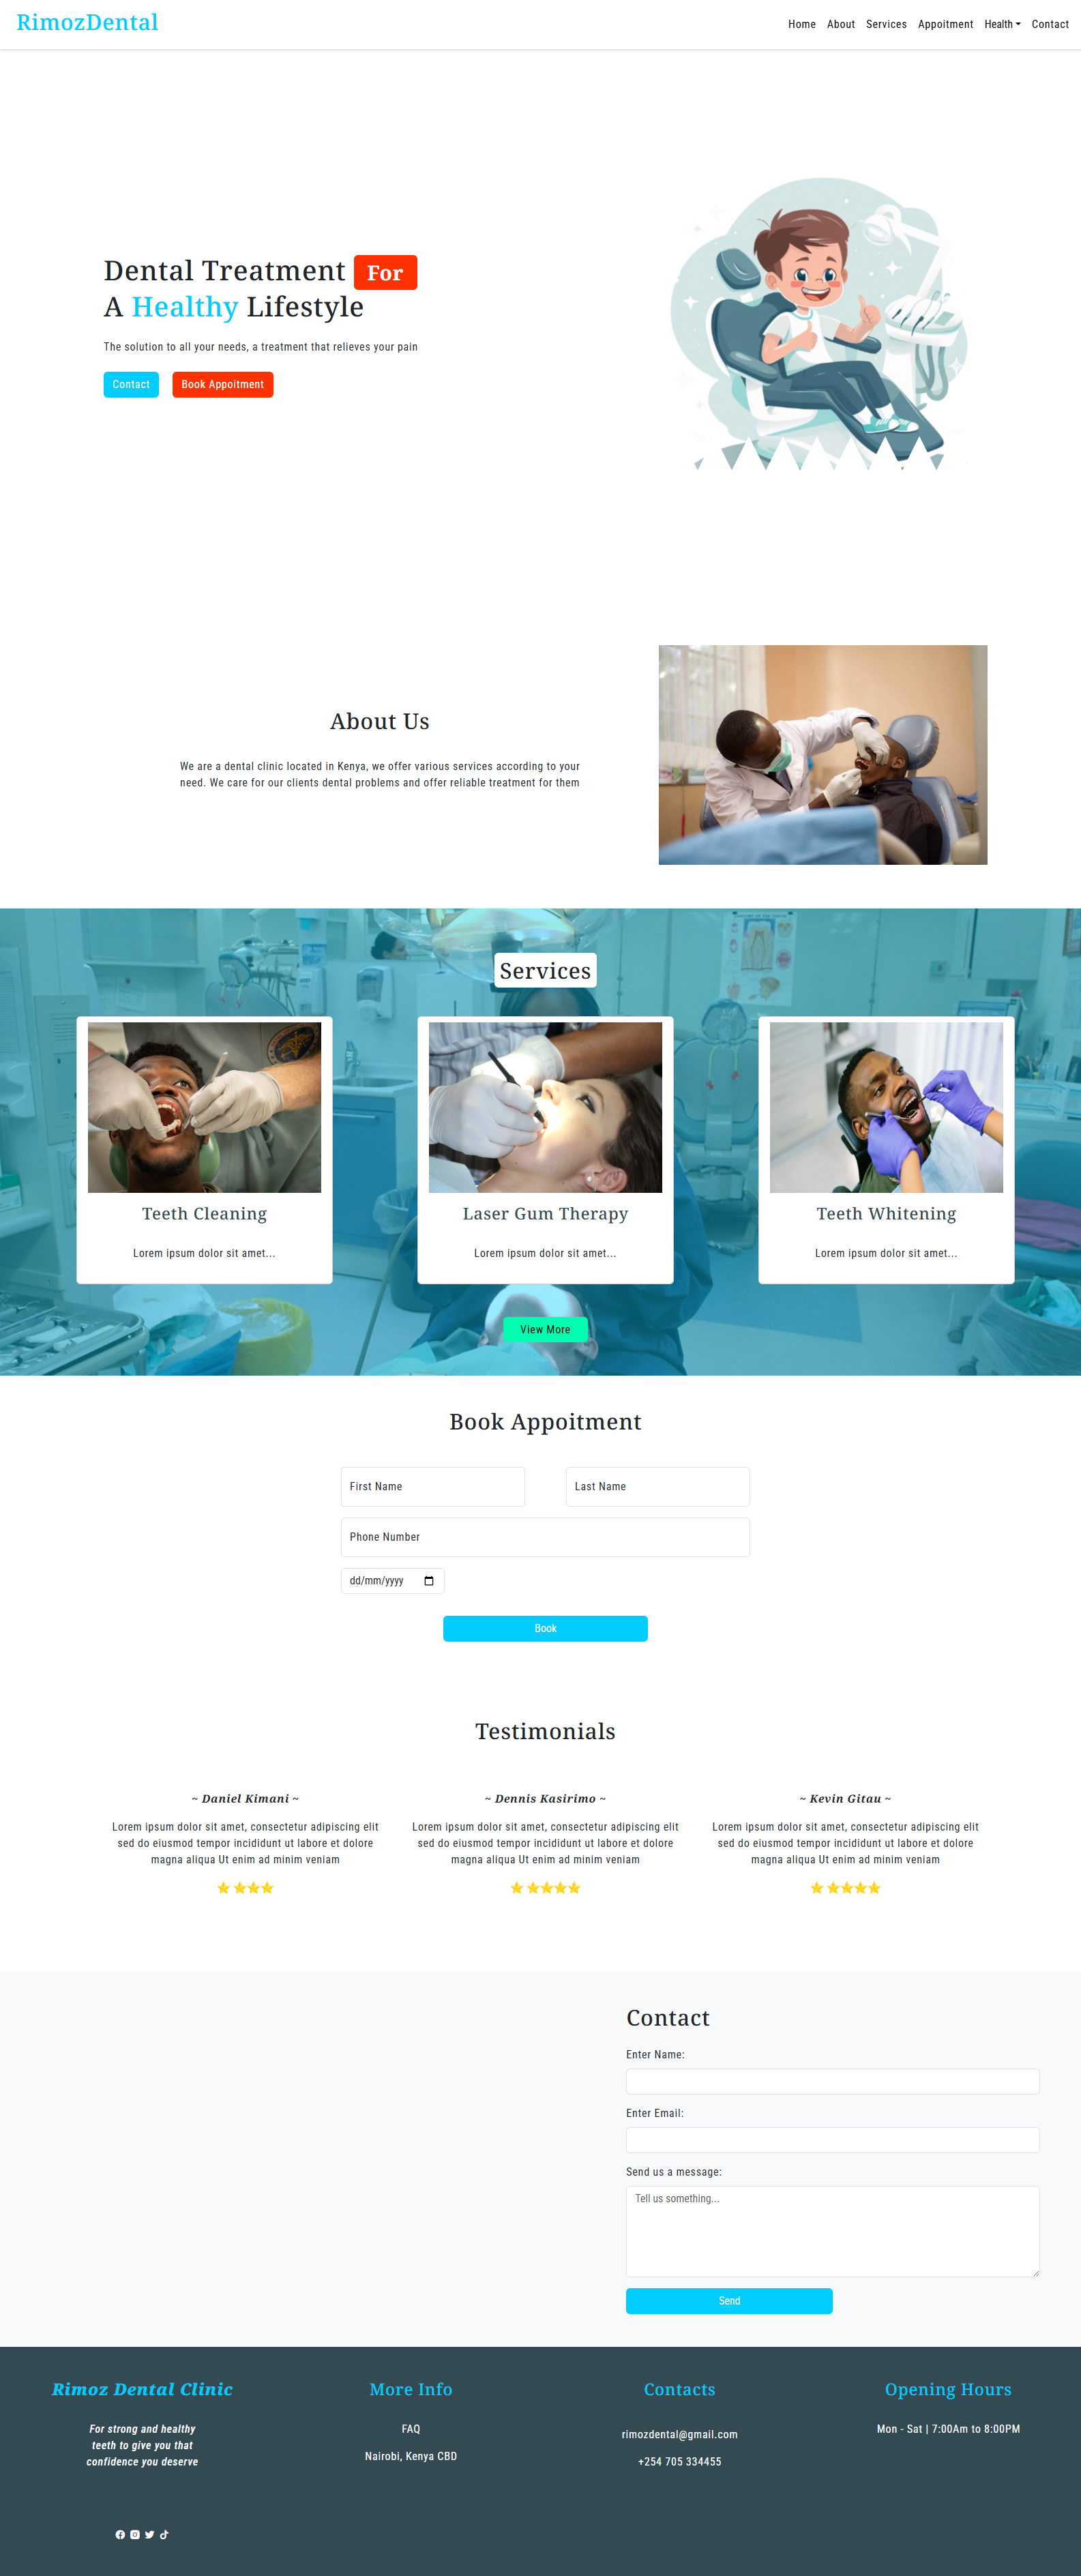 RimozDental
Home About Services Appoitment Health Contact
Dental Treatment For
A Healthy Lifestyle
The solution to all your needs, a treatment that relieves your pain
Contact Book Appoitment
About Us
We are a dental clinic located in Kenya, we offer various services according to your
need. We care for our clients dental problems and offer reliable treatment for them
Services
Teeth Cleaning
Lorem ipsum dolor sit amet...
Laser Gum Therapy
Lorem ipsum dolor sit amet...
Teeth Whitening
Lorem ipsum dolor sit amet...
View More
Book Appoitment
First Name
Last Name
Phone Number
dd/mm/yyyy
Book
Testimonials
~ Daniel Kimani ~
Lorem ipsum dolor sit amet, consectetur adipiscing elit
sed do eiusmod tempor incididunt ut labore et dolore
magna aliqua Ut enim ad minim veniam
~ Dennis Kasirimo ~
Lorem ipsum dolor sit amet, consectetur adipiscing elit
sed do eiusmod tempor incididunt ut labore et dolore
magna aliqua Ut enim ad minim veniam
~ Kevin Gitau ~
Lorem ipsum dolor sit amet, consectetur adipiscing elit
sed do eiusmod tempor incididunt ut labore et dolore
magna aliqua Ut enim ad minim veniam
Contact
Enter Name:
Enter Email:
Send us a message:
Tell us something...
Send
Rimoz Dental Clinic
For strong and healthy
teeth to give you that
confidence you deserve
More Info
FAQ
Nairobi, Kenya CBD
Contacts
rimozdental@gmail.com
+254 705 334455
Opening Hours
Mon - Sat | 7:00Am to 8:00PM